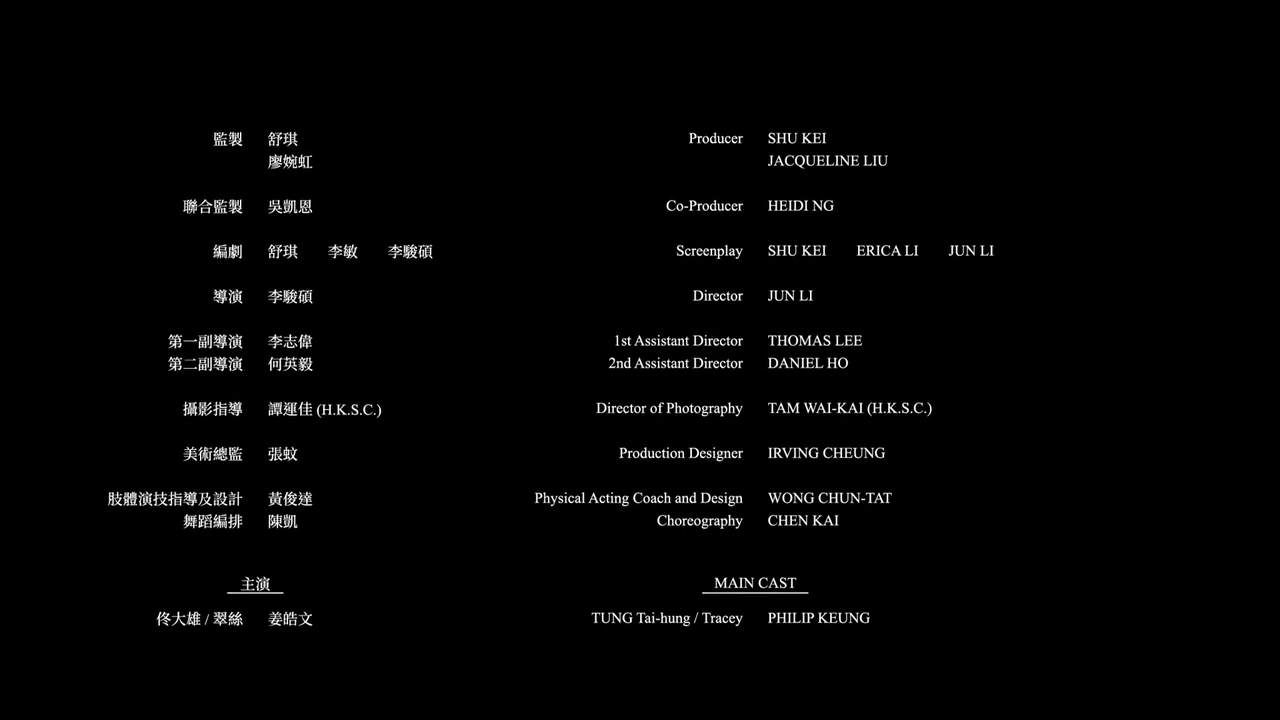 監製 舒琪 Producer SHU KEI
廖婉虹 JACQUELINE LIU
聯合監製 吳凱恩 Co-Producer HEIDI NG
編劇 舒琪 李敏 李駿碩 Screenplay SHU KEI ERICA LI JUN LI
導演 李駿碩 Director JUN LI
第一副導演 李志偉 1st Assistant Director THOMAS LEE
第二副導演 何英毅 2nd Assistant Director DANIEL HO
攝影指導 譚運佳 (H.K.S.C.) Director of Photography TAM WAI-KAI (H.K.S.C.)
美術總監 張蚊 Production Designer IRVING CHEUNG
肢體演技指導及設計 黃俊達 Physical Acting Coach and Design WONG CHUN-TAT
舞蹈編排 陳凱 Choreography CHEN KAI
主演 MAIN CAST
佟大雄 / 翠絲 姜皓文 TUNG Tai-hung / Tracey PHILIP KEUNG